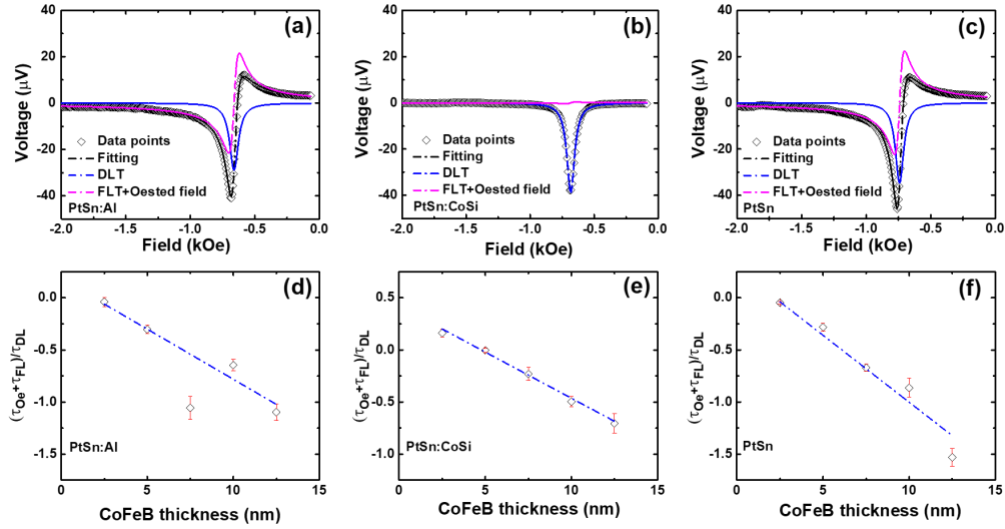 (a)
40
20
0
-20
-40
Voltage (μV)
Data points
Fitting
DLT
FLT+Oested field
PtSn:Al
-2.0 -1.5 -1.0 -0.5 0.0
Field (kOe)
(b)
40
20
0
-20
-40
Voltage (μV)
Data points
Fitting
DLT
FLT+Oested field
PtSn:CoSi
-2.0 -1.5 -1.0 -0.5 0.0
Field (kOe)
(c)
40
20
0
-20
-40
Voltage (μV)
Data points
Fitting
DLT
FLT+Oested field
PtSn
-2.0 -1.5 -1.0 -0.5 0.0
Field (kOe)
(d)
0.0
-0.5
-1.0
-1.5
(τOe+τFL)/τDL
PtSn:Al
0 5 10 15
CoFeB thickness (nm)
(e)
0.5
0.0
-0.5
-1.0
(τOe+τFL)/τDL
PtSn:CoSi
0 5 10 15
CoFeB thickness (nm)
(f)
0.0
-0.5
-1.0
-1.5
(τOe+τFL)/τDL
PtSn
0 5 10 15
CoFeB thickness (nm)